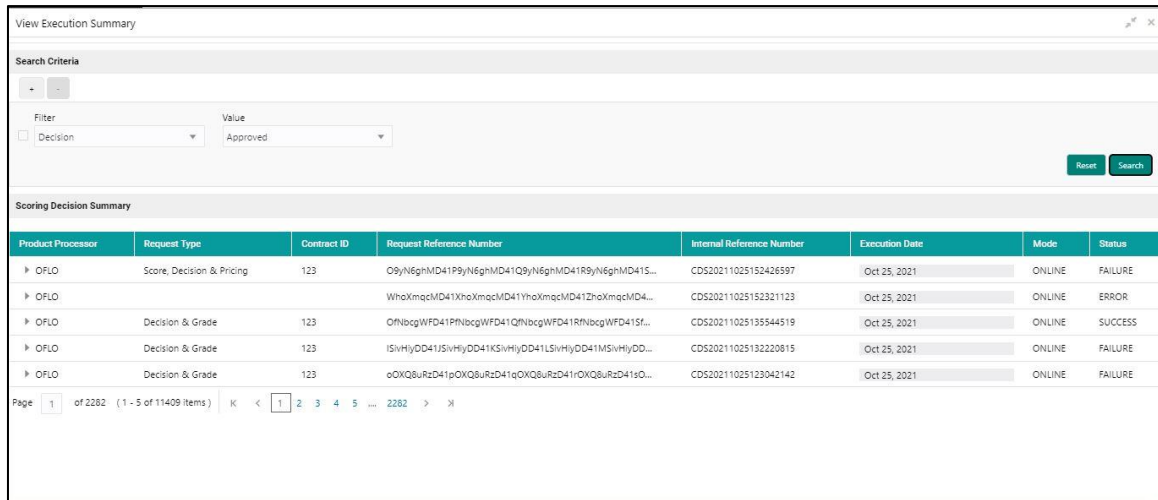 View Execution Summary
Search Criteria
+ -
Filter Value
Decision Approved
Reset Search
Scoring Decision Summary
Product Processor Request Type Contract ID Request Reference Number Internal Reference Number Execution Date Mode Status
OFLO Score, Decision & Pricing 123 O9yN6ghMD41P9yN6ghMD41Q9yN6ghMD41R9yN6ghMD41S... CDS20211025152426597 Oct 25, 2021 ONLINE FAILURE
OFLO WhoXmqcMD41XhoXmqcMD41YhoXmqcMD41ZhoXmqcMD4... CDS20211025152321123 Oct 25, 2021 ONLINE ERROR
OFLO Decision & Grade 123 OfNbcgWFD41PfNbcgWFD41QfNbcgWFD41RfNbcgWFD41Sf... CDS20211025135544519 Oct 25, 2021 ONLINE SUCCESS
OFLO Decision & Grade 123 ISivHiyDD41JSivHiyDD41KSivHiyDD41LSivHiyDD41MSivHiyDD... CDS20211025132220815 Oct 25, 2021 ONLINE FAILURE
OFLO Decision & Grade 123 oOXQ8uRzD41pOXQ8uRzD41qOXQ8uRzD41rOXQ8uRzD41sO... CDS20211025123042142 Oct 25, 2021 ONLINE FAILURE
Page 1 of 2282 (1 - 5 of 11409 items) K < 1 2 3 4 5 .... 2282 > >|